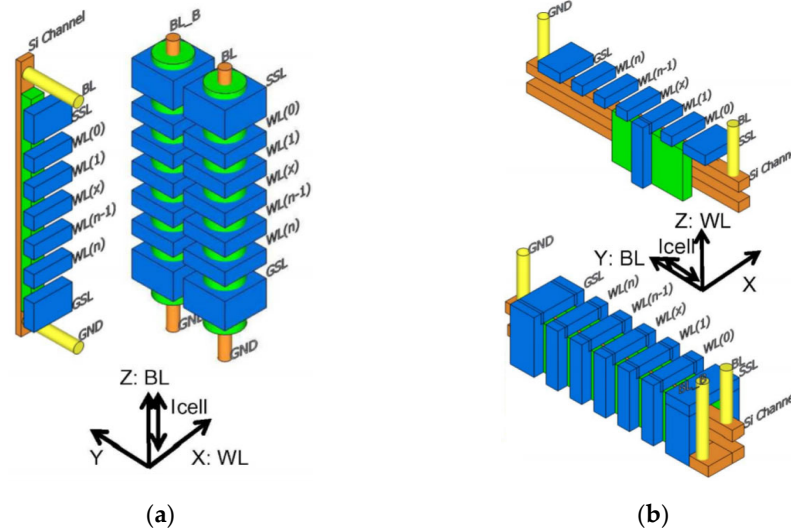 Si Channel
BL
SSL
WL(0)
WL(1)
WL(x)
WL(n-1)
WL(n)
GSL
GND
BL_B
BL
SSL
WL(0)
WL(1)
WL(x)
WL(n-1)
WL(n)
GSL
GND
GND
Z: BL
Icell
Y
X: WL
(a)
GND
GSL
WL(n)
WL(n-1)
WL(x)
WL(1)
WL(0)
BL
SSL
Si Channel
Z: WL
Icell
Y: BL
X
GND
GSL
WL(n)
WL(n-1)
WL(x)
WL(1)
WL(0)
BL
SSL
Si Channel
(b)